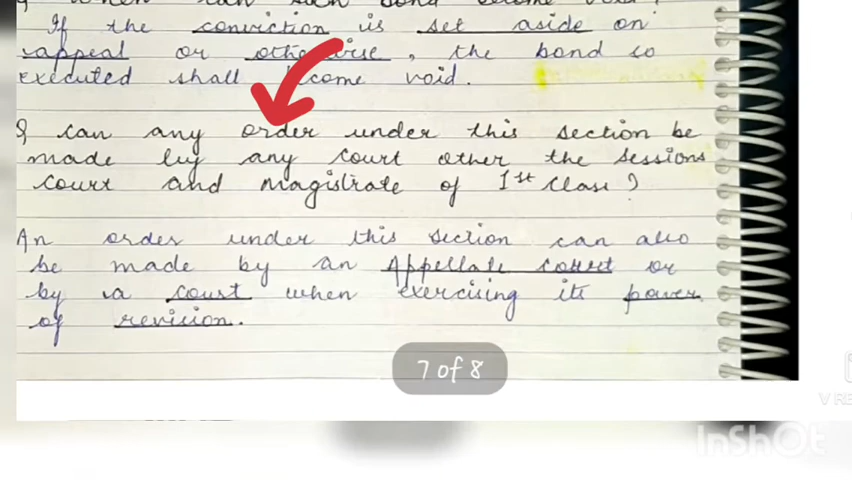 If the conviction is set aside on
appeal or otherwise, the bond so
executed shall become void.
Q can any order under this section be
made by any court other the sessions
court and magistrate of 1st Class?
An order under this section can also
be made by an Appellate court or
by a court when exercising its power
of revision.
7 of 8
InShOt